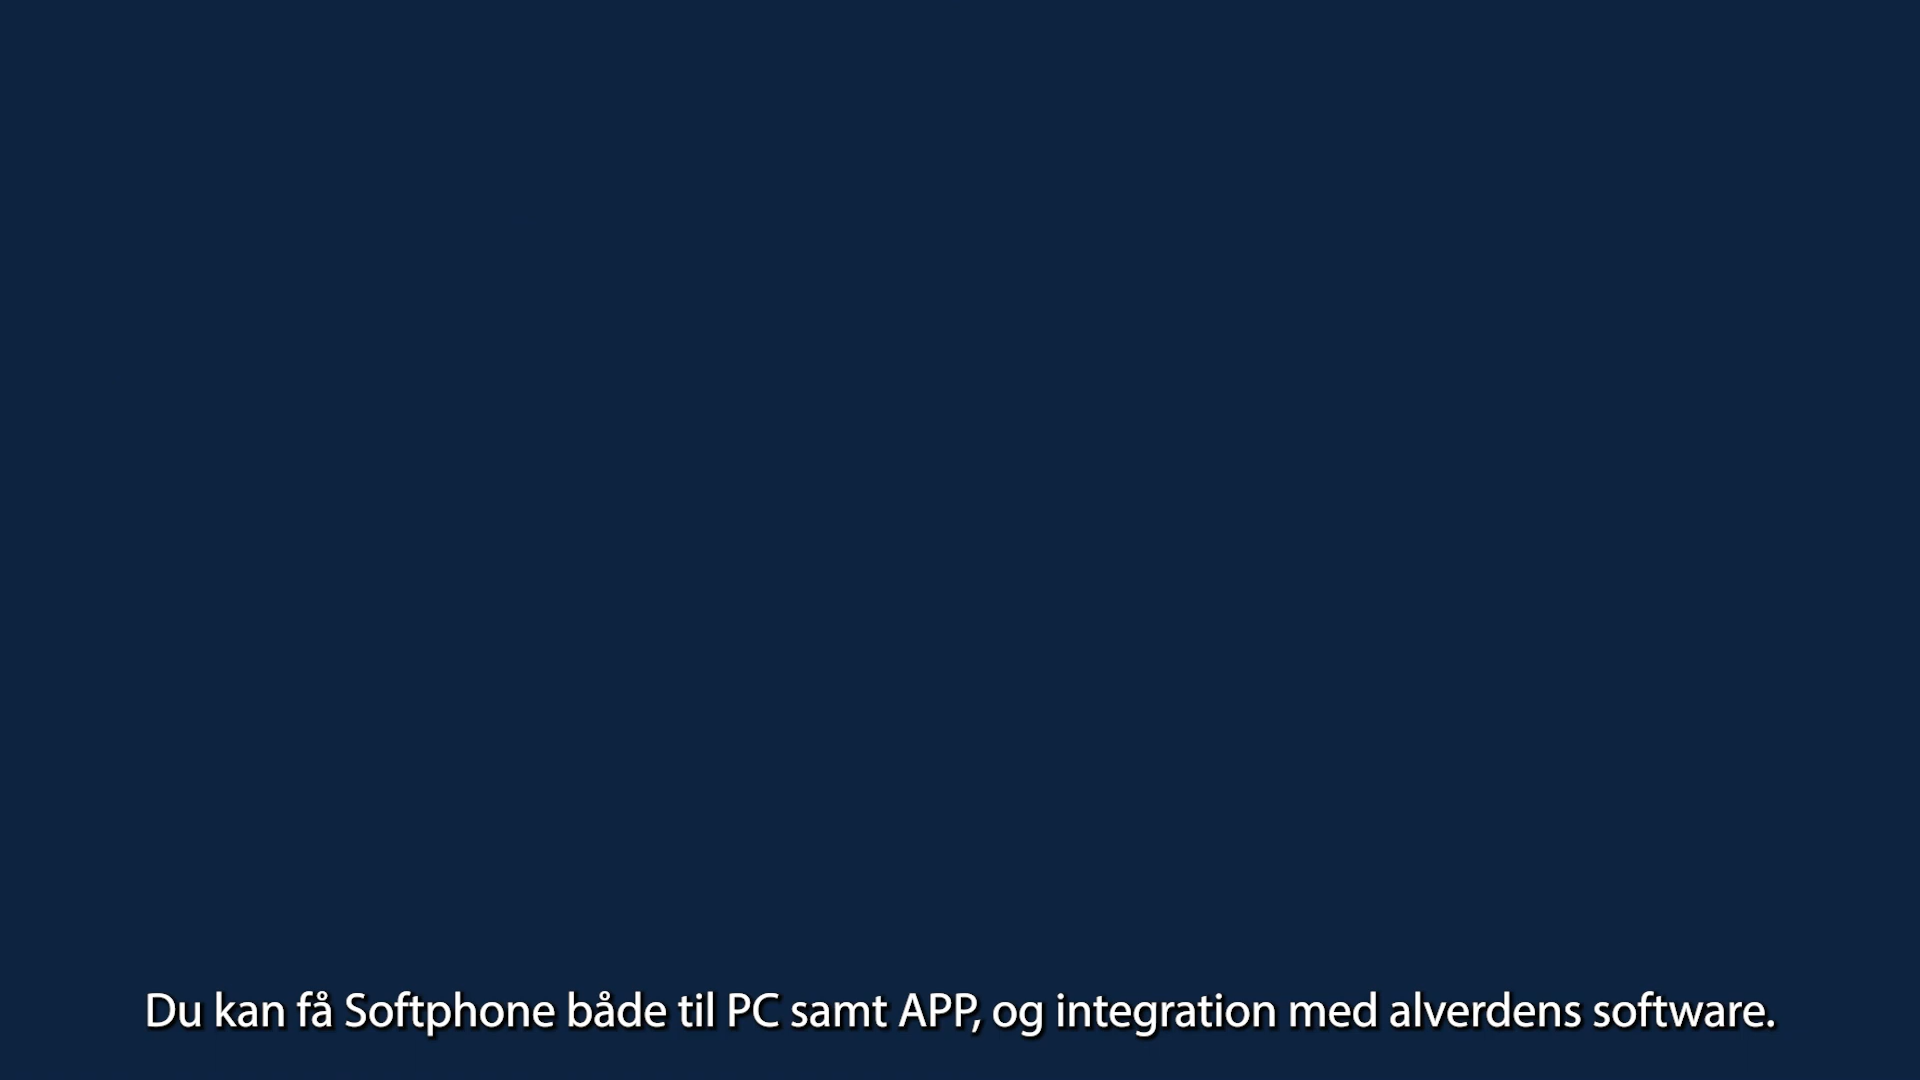 Du kan få Softphone både til PC samt APP, og integration med alverdens software.